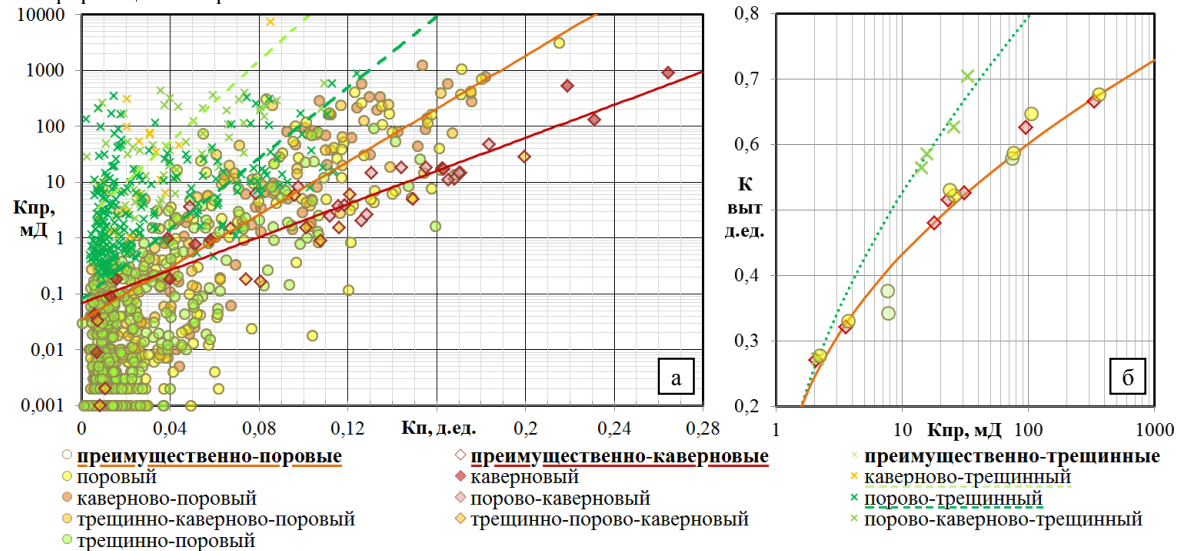 10000
1000
100
10
1
0,1
0,01
0,001
Кпр,
мД
0
0,04
0,08
0,12
Кп, д.ед.
0,2
0,24
0,28
а
0,8
0,7
0,6
0,5
0,4
0,3
0,2
К
выт
д.ед.
1
10
Кпр, мД
100
1000
б
преимущественно-поровые
поровый
каверново-поровый
трещинно-каверново-поровый
трещинно-поровый
преимущественно-каверновые
каверновый
порово-каверновый
трещинно-порово-каверновый
преимущественно-трещинные
каверново-трещинный
порово-трещинный
порово-каверново-трещинный